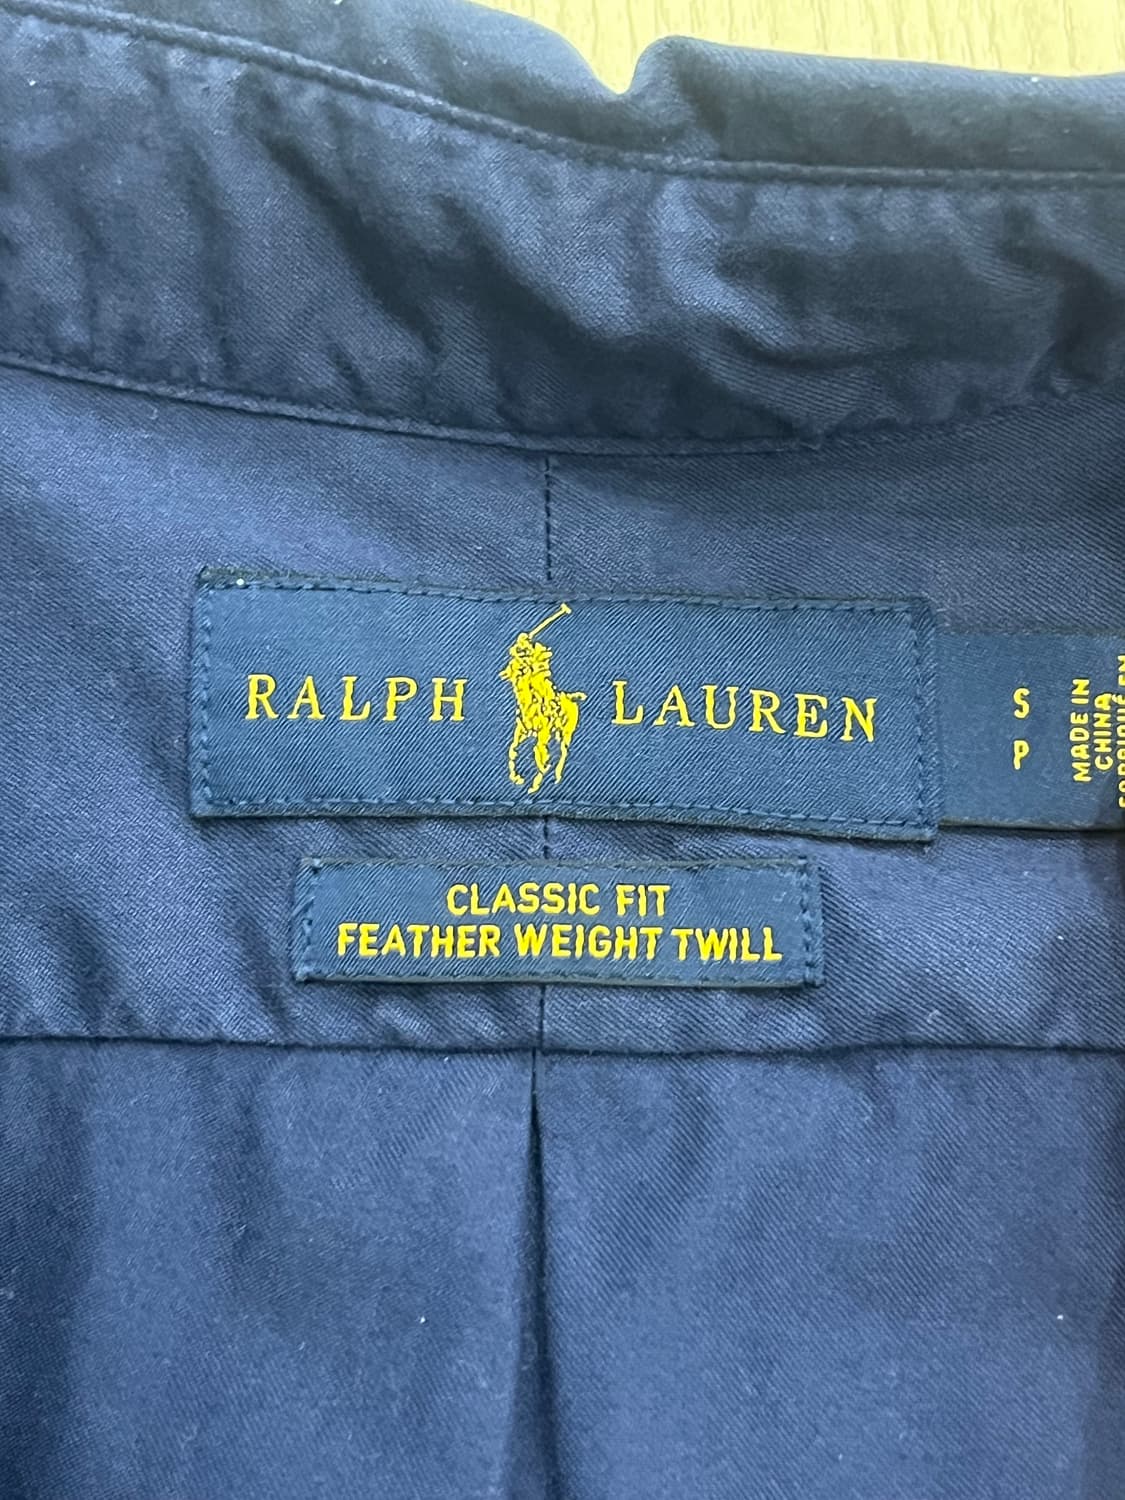 RALPH LAUREN
S
P
MADE IN
CHINA
CLASSIC FIT
FEATHER WEIGHT TWILL